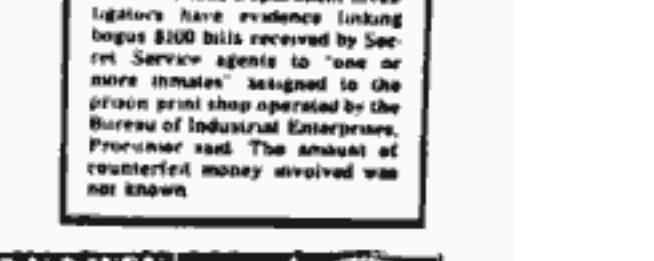 ligators have evidence linking
bogus $100 bills received by Sec-
ret Service agents to "one or
more inmates" assigned to the
prison print shop operated by the
Bureau of Industrial Enterprises,
Procunier said. The amount of
counterfeit money involved was
not known